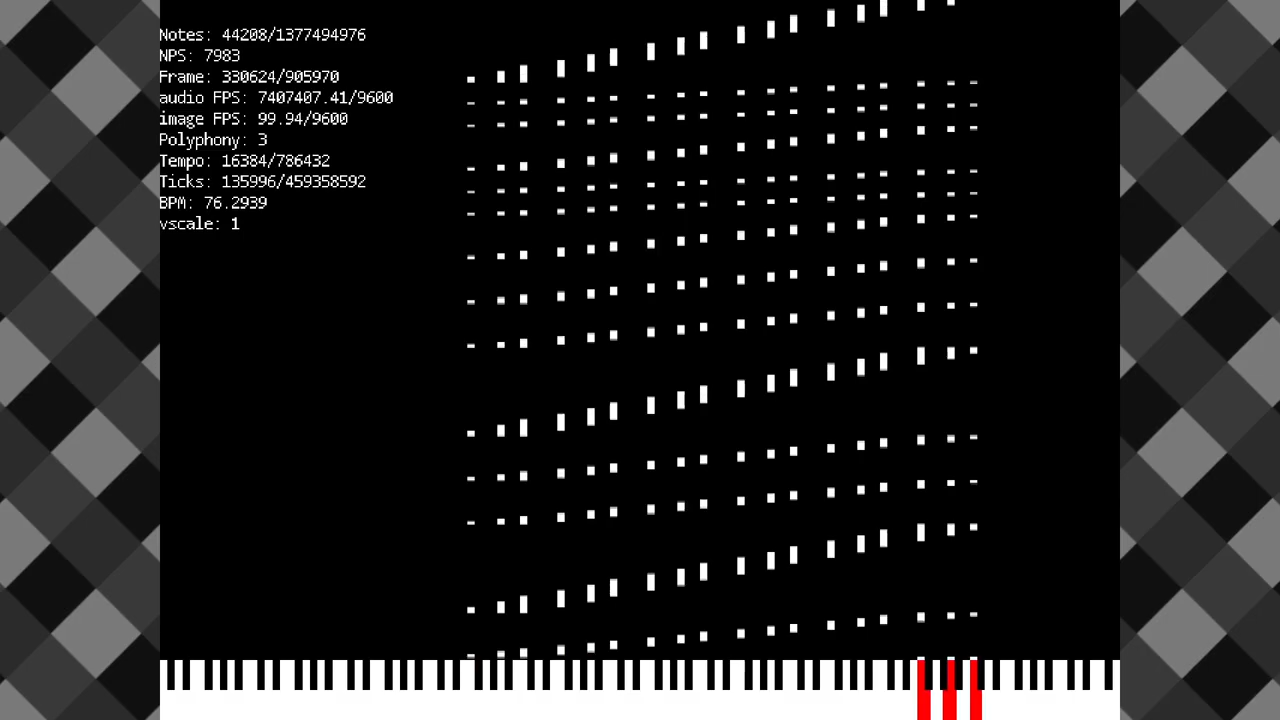 Notes: 44208/1377494976
NPS: 7983
Frame: 330624/905970
audio FPS: 7407407.41/9600
image FPS: 99.94/9600
Polyphony: 3
Tempo: 16384/786432
Ticks: 135996/459358592
BPM: 76.2939
vscale: 1